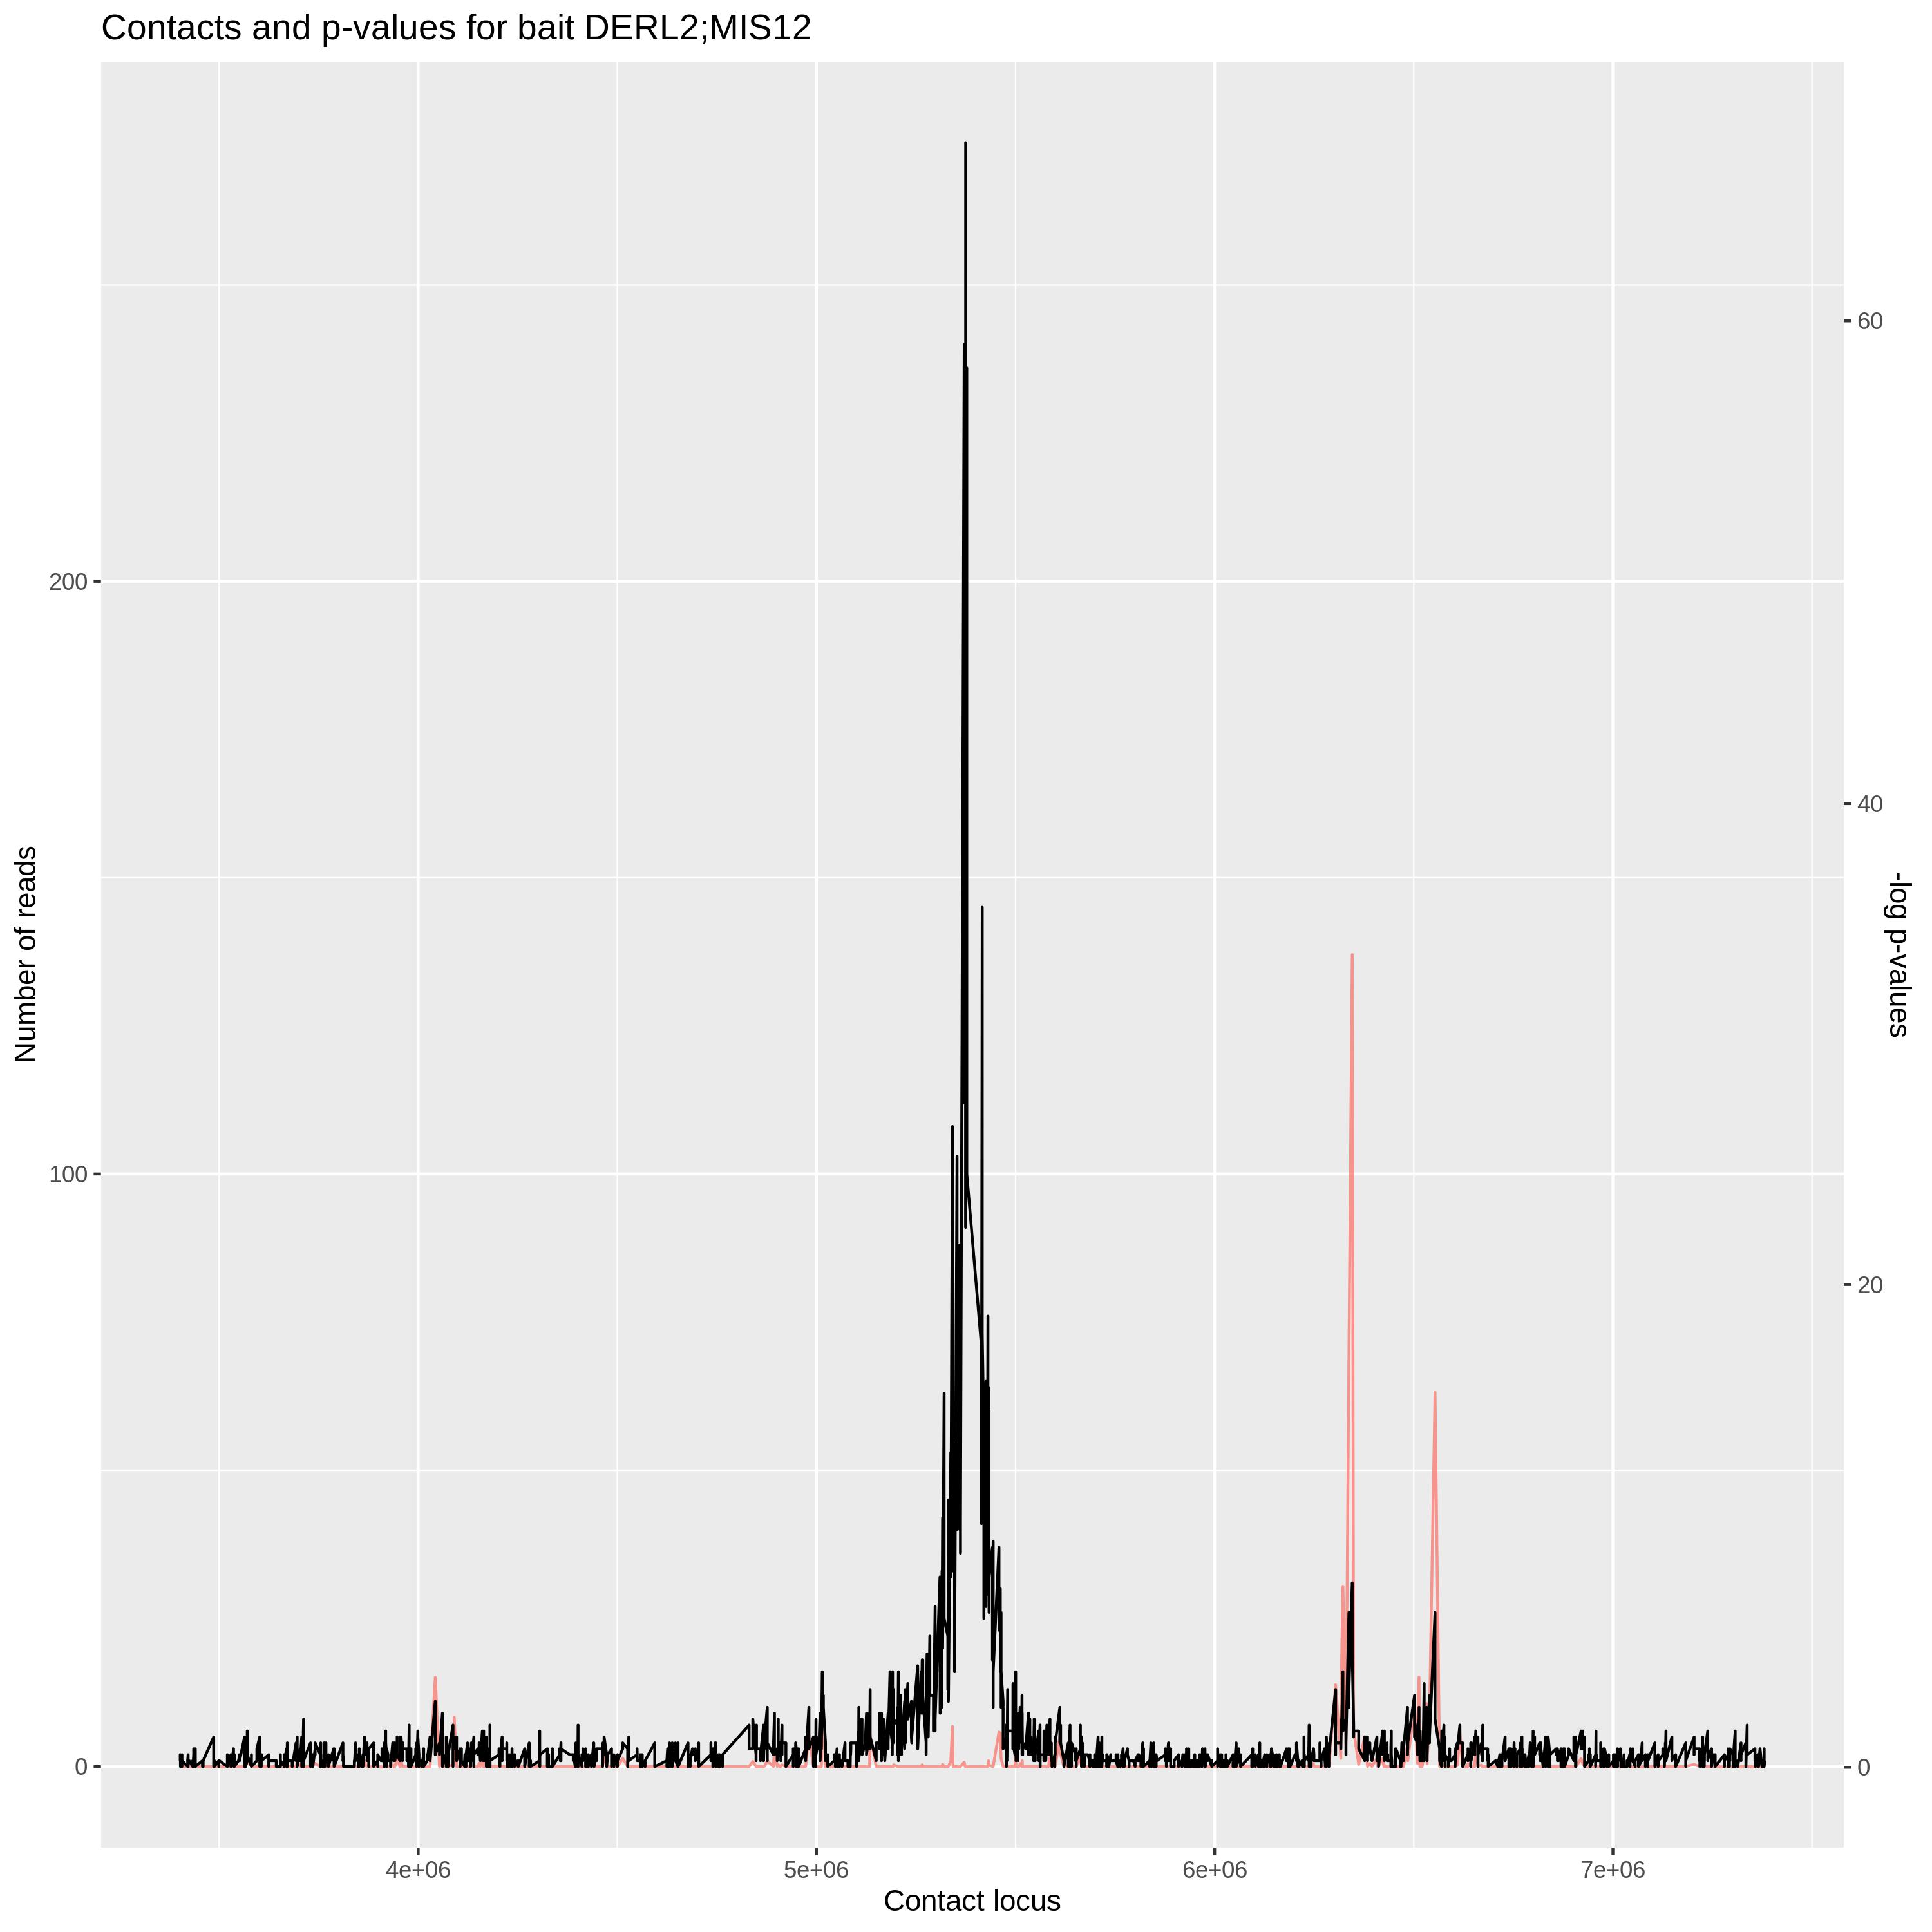 Contacts and p-values for bait DERL2;MIS12
200
100
0
Number of reads
60
40
20
0
-log p-values
4e+06
5e+06
6e+06
7e+06
Contact locus